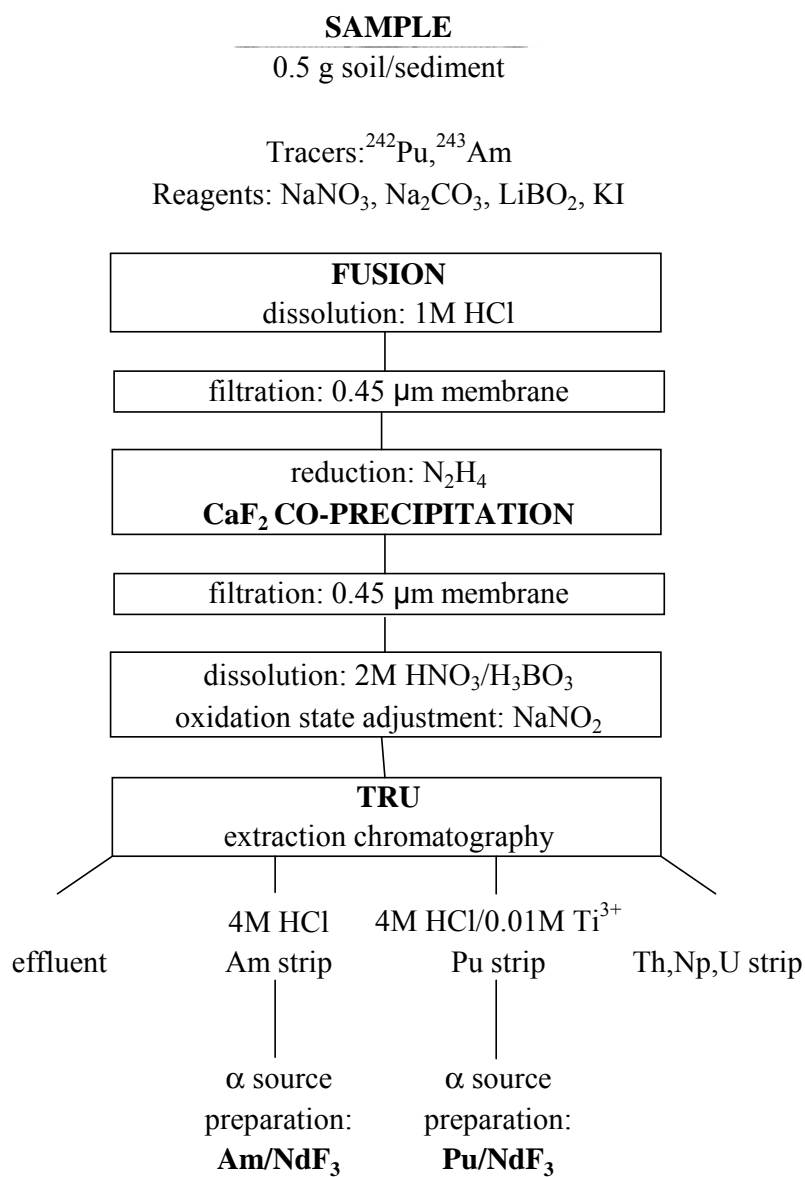 SAMPLE
0.5 g soil/sediment
Tracers:²⁴²Pu,²⁴³Am
Reagents: NaNO₃, Na₂CO₃, LiBO₂, KI
FUSION
dissolution: 1M HCl
filtration: 0.45 µm membrane
reduction: N₂H₄
CaF₂ CO-PRECIPITATION
filtration: 0.45 µm membrane
dissolution: 2M HNO₃/H₃BO₃
oxidation state adjustment: NaNO₂
TRU
extraction chromatography
4M HCl 4M HCl/0.01M Ti³⁺
effluent Am strip Pu strip Th,Np,U strip
α source α source
preparation: preparation:
Am/NdF₃ Pu/NdF₃